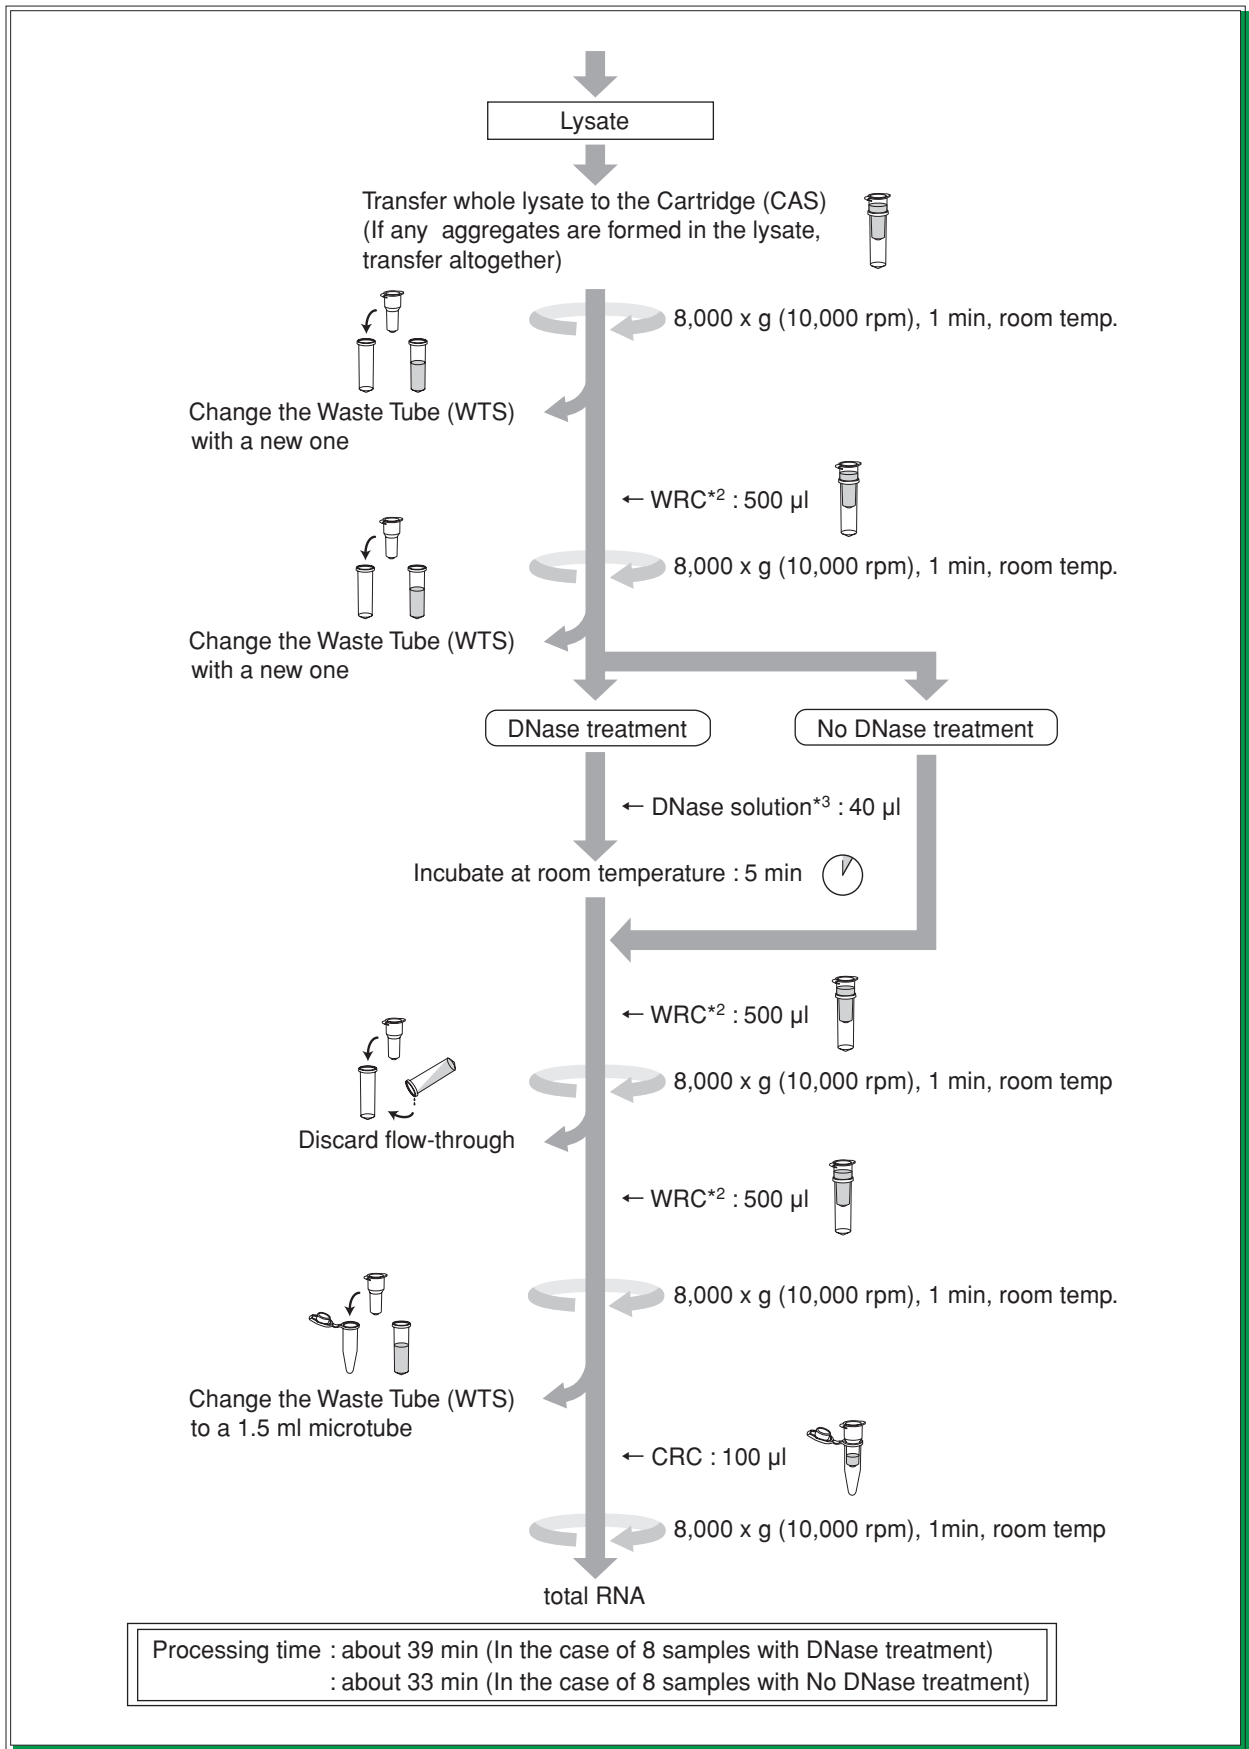 Lysate
Transfer whole lysate to the Cartridge (CAS)
(If any  aggregates are formed in the lysate,
transfer altogether)
8,000 x g (10,000 rpm), 1 min, room temp.
Change the Waste Tube (WTS)
with a new one
← WRC*2 : 500 µl
8,000 x g (10,000 rpm), 1 min, room temp.
Change the Waste Tube (WTS)
with a new one
DNase treatment
No DNase treatment
← DNase solution*3 : 40 µl
Incubate at room temperature : 5 min
← WRC*2 : 500 µl
8,000 x g (10,000 rpm), 1 min, room temp
Discard flow-through
← WRC*2 : 500 µl
8,000 x g (10,000 rpm), 1 min, room temp.
Change the Waste Tube (WTS)
to a 1.5 ml microtube
← CRC : 100 µl
8,000 x g (10,000 rpm), 1min, room temp
total RNA
Processing time : about 39 min (In the case of 8 samples with DNase treatment)
: about 33 min (In the case of 8 samples with No DNase treatment)